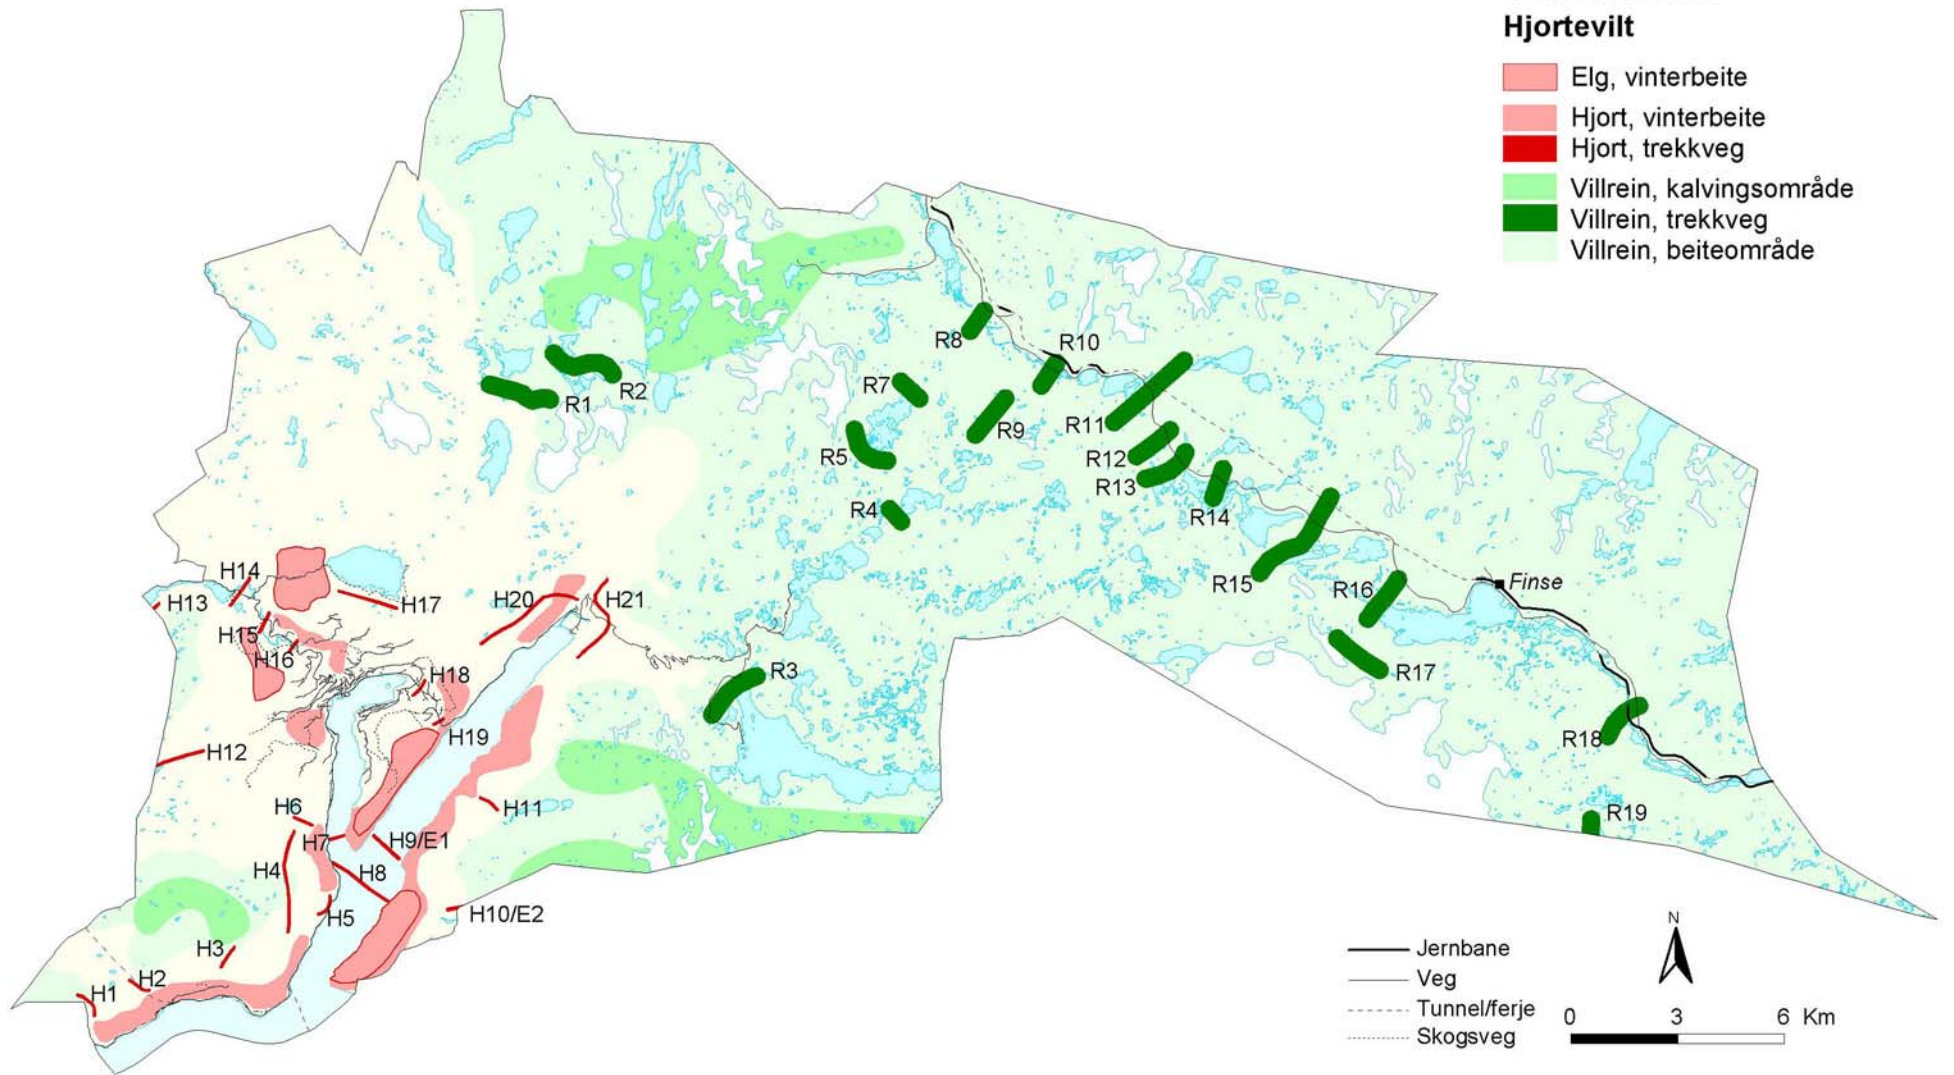 Hjortevilt
Elg, vinterbeite
Hjort, vinterbeite
Hjort, trekkveg
Villrein, kalvingsområde
Villrein, trekkveg
Villrein, beiteområde
R8
R10
R7
R2
R1
R9
R11
R5
R12
R13
R4
R14
H14
R15
R16
Finse
H13
H17
H20
H21
H15
H16
H18
R3
R17
H19
R18
H12
H6
H11
R19
H7
H9/E1
H4
H8
H5
H10/E2
H3
H2
H1
N
Jernbane
Veg
Tunnel/ferje
Skogsveg
0 3 6 Km